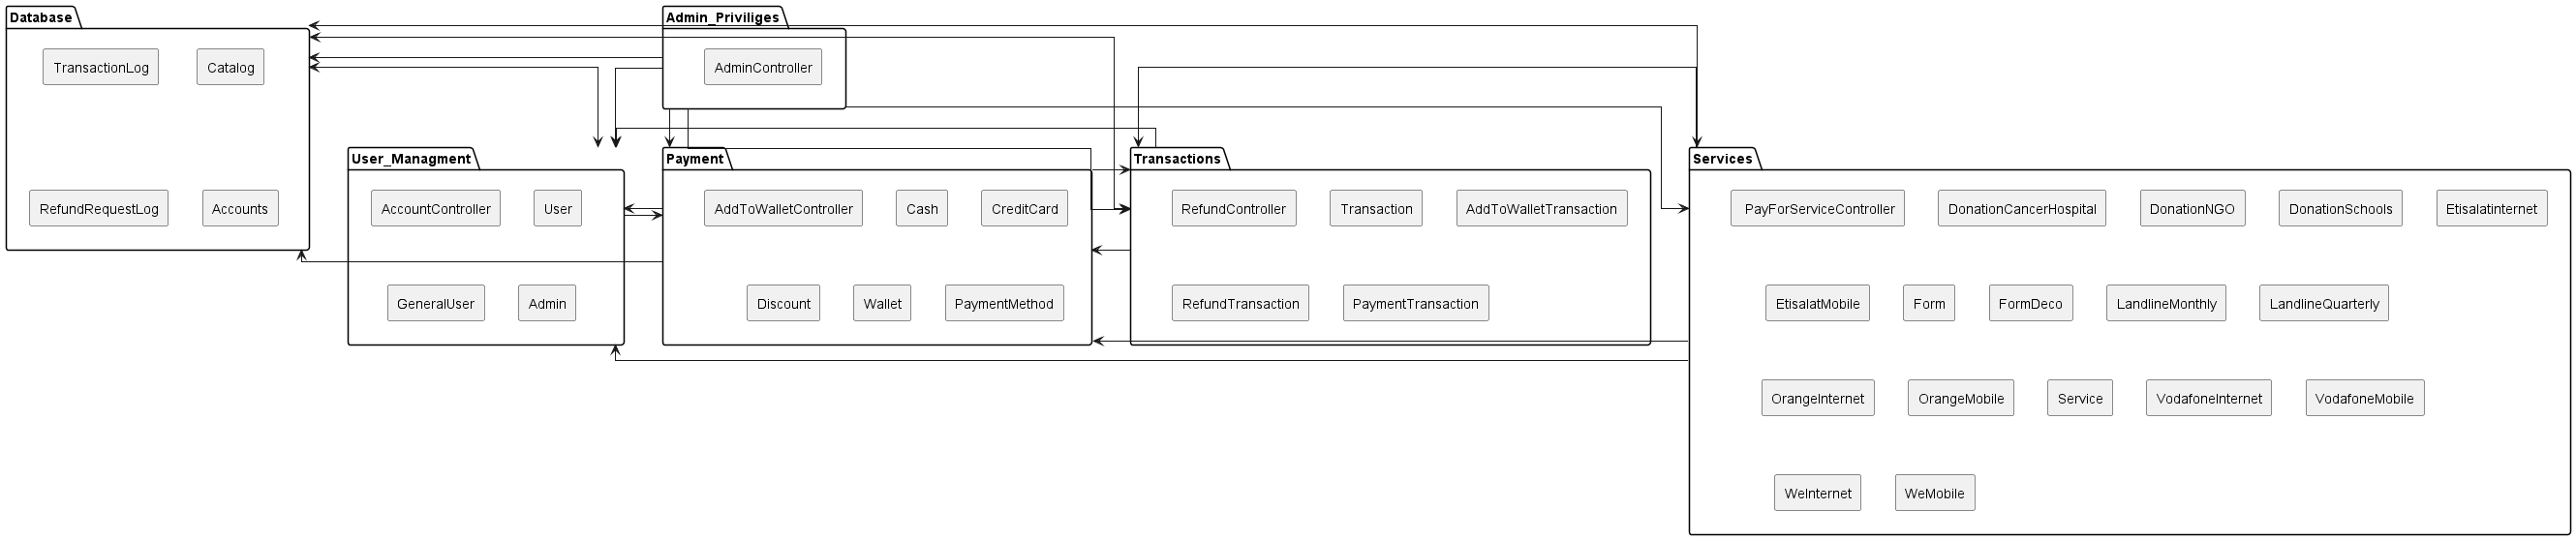 Database
TransactionLog
Catalog
RefundRequestLog
Accounts
Admin_Priviliges
AdminController
User_Managment
AccountController
User
GeneralUser
Admin
Payment
AddToWalletController
Cash
CreditCard
Discount
Wallet
PaymentMethod
Transactions
RefundController
Transaction
AddToWalletTransaction
RefundTransaction
PaymentTransaction
Services
PayForServiceController
DonationCancerHospital
DonationNGO
DonationSchools
Etisalatinternet
EtisalatMobile
Form
FormDeco
LandlineMonthly
LandlineQuarterly
OrangeInternet
OrangeMobile
Service
VodafoneInternet
VodafoneMobile
WeInternet
WeMobile